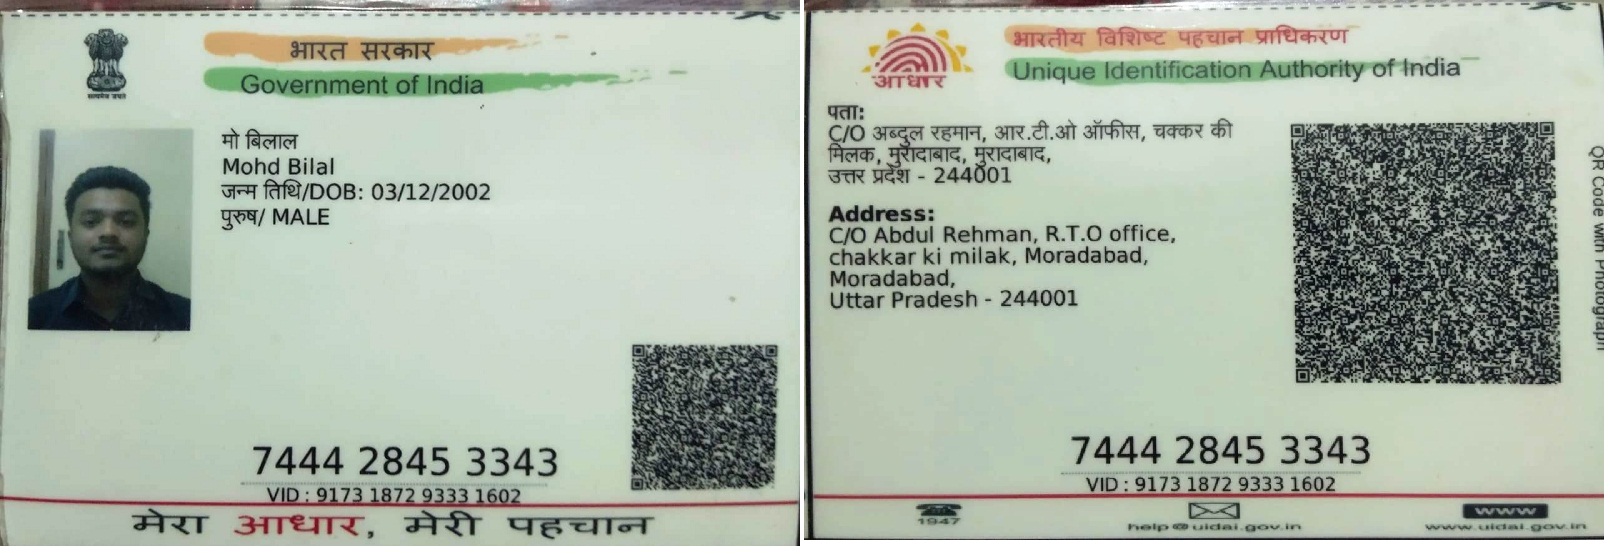 भारत सरकार
Government of India
सत्यमेव जयते
मो बिलाल
Mohd Bilal
जन्म तिथि/DOB: 03/12/2002
पुरुष/ MALE
7444 2845 3343
VID : 9173 1872 9333 1602
मेरा आधार, मेरी पहचान
भारतीय विशिष्ट पहचान प्राधिकरण
Unique Identification Authority of India
आधार
पता:
C/O अब्दुल रहमान, आर.टी.ओ ऑफीस, चक्कर की
मिलक, मुरादाबाद, मुरादाबाद,
उत्तर प्रदेश - 244001
Address:
C/O Abdul Rehman, R.T.O office,
chakkar ki milak, Moradabad,
Moradabad,
Uttar Pradesh - 244001
QR Code with Photograph
7444 2845 3343
VID : 9173 1872 9333 1602
1947
help@uidai.gov.in
www
www.uidai.gov.in